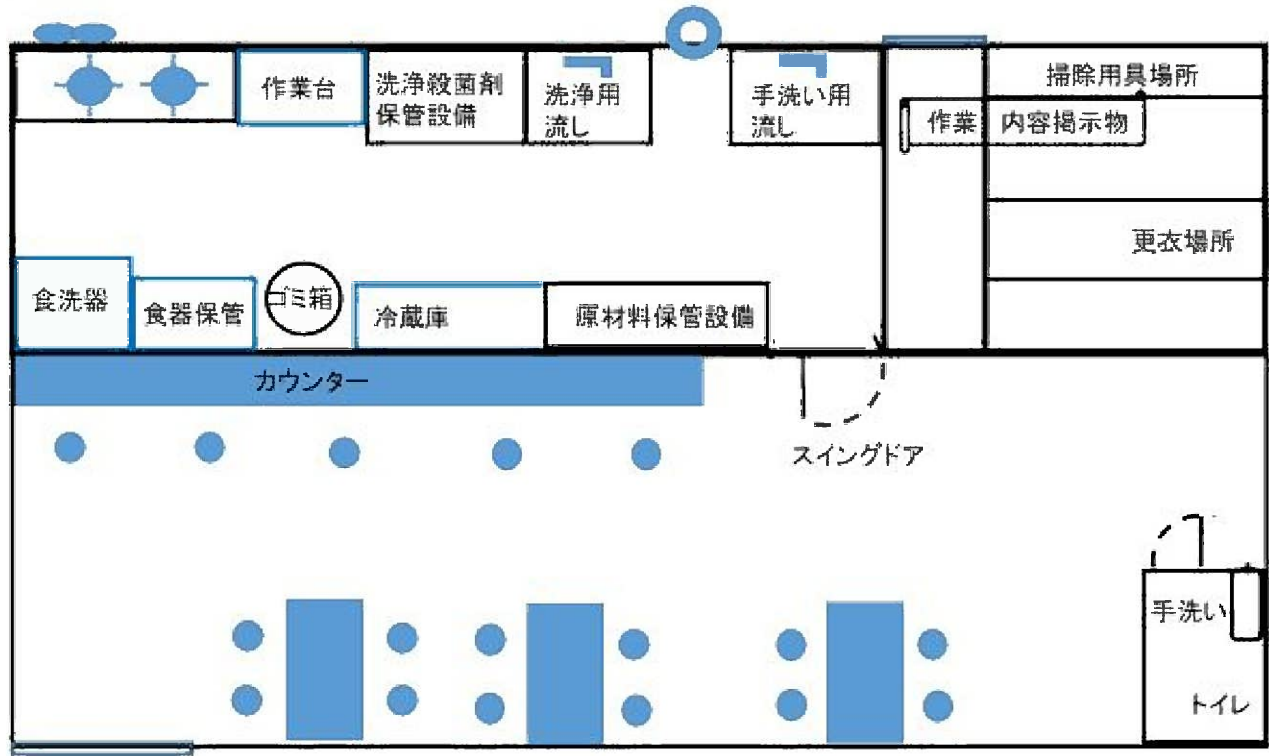 作業台
洗浄殺菌剤
保管設備
洗浄用
流し
手洗い用
流し
掃除用具場所
作業 内容掲示物
更衣場所
食洗器
食器保管
ゴミ箱
冷蔵庫
原材料保管設備
カウンター
スイングドア
手洗い
トイレ